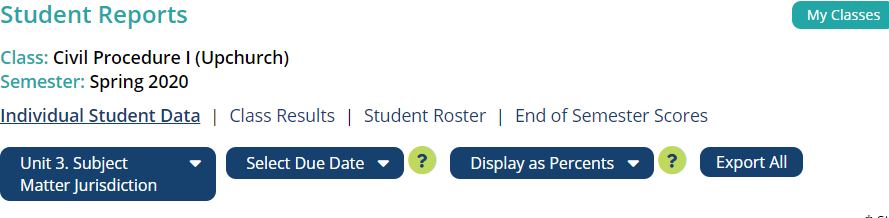 Student Reports
My Classes
Class: Civil Procedure I (Upchurch)
Semester: Spring 2020
Individual Student Data | Class Results | Student Roster | End of Semester Scores
Unit 3. Subject
Matter Jurisdiction
Select Due Date
?
Display as Percents
?
Export All